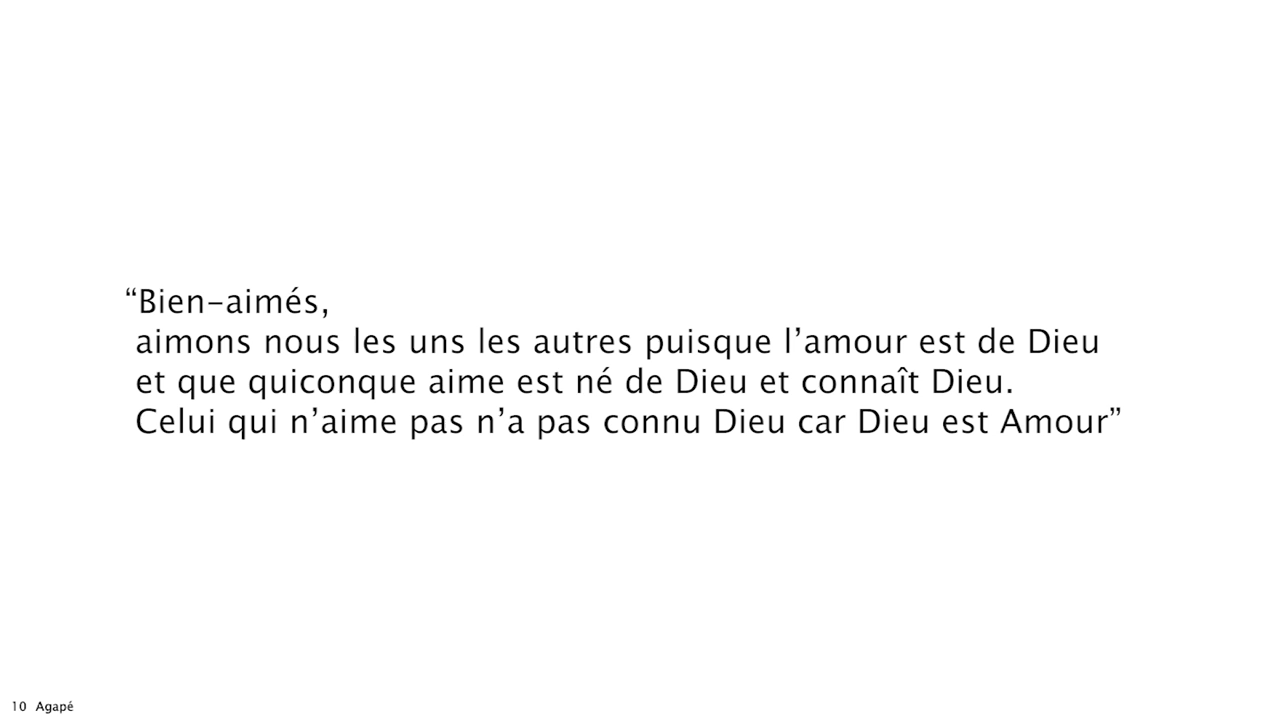 “Bien-aimés,
aimons nous les uns les autres puisque l’amour est de Dieu
et que quiconque aime est né de Dieu et connaît Dieu.
Celui qui n’aime pas n’a pas connu Dieu car Dieu est Amour”
10 Agapé